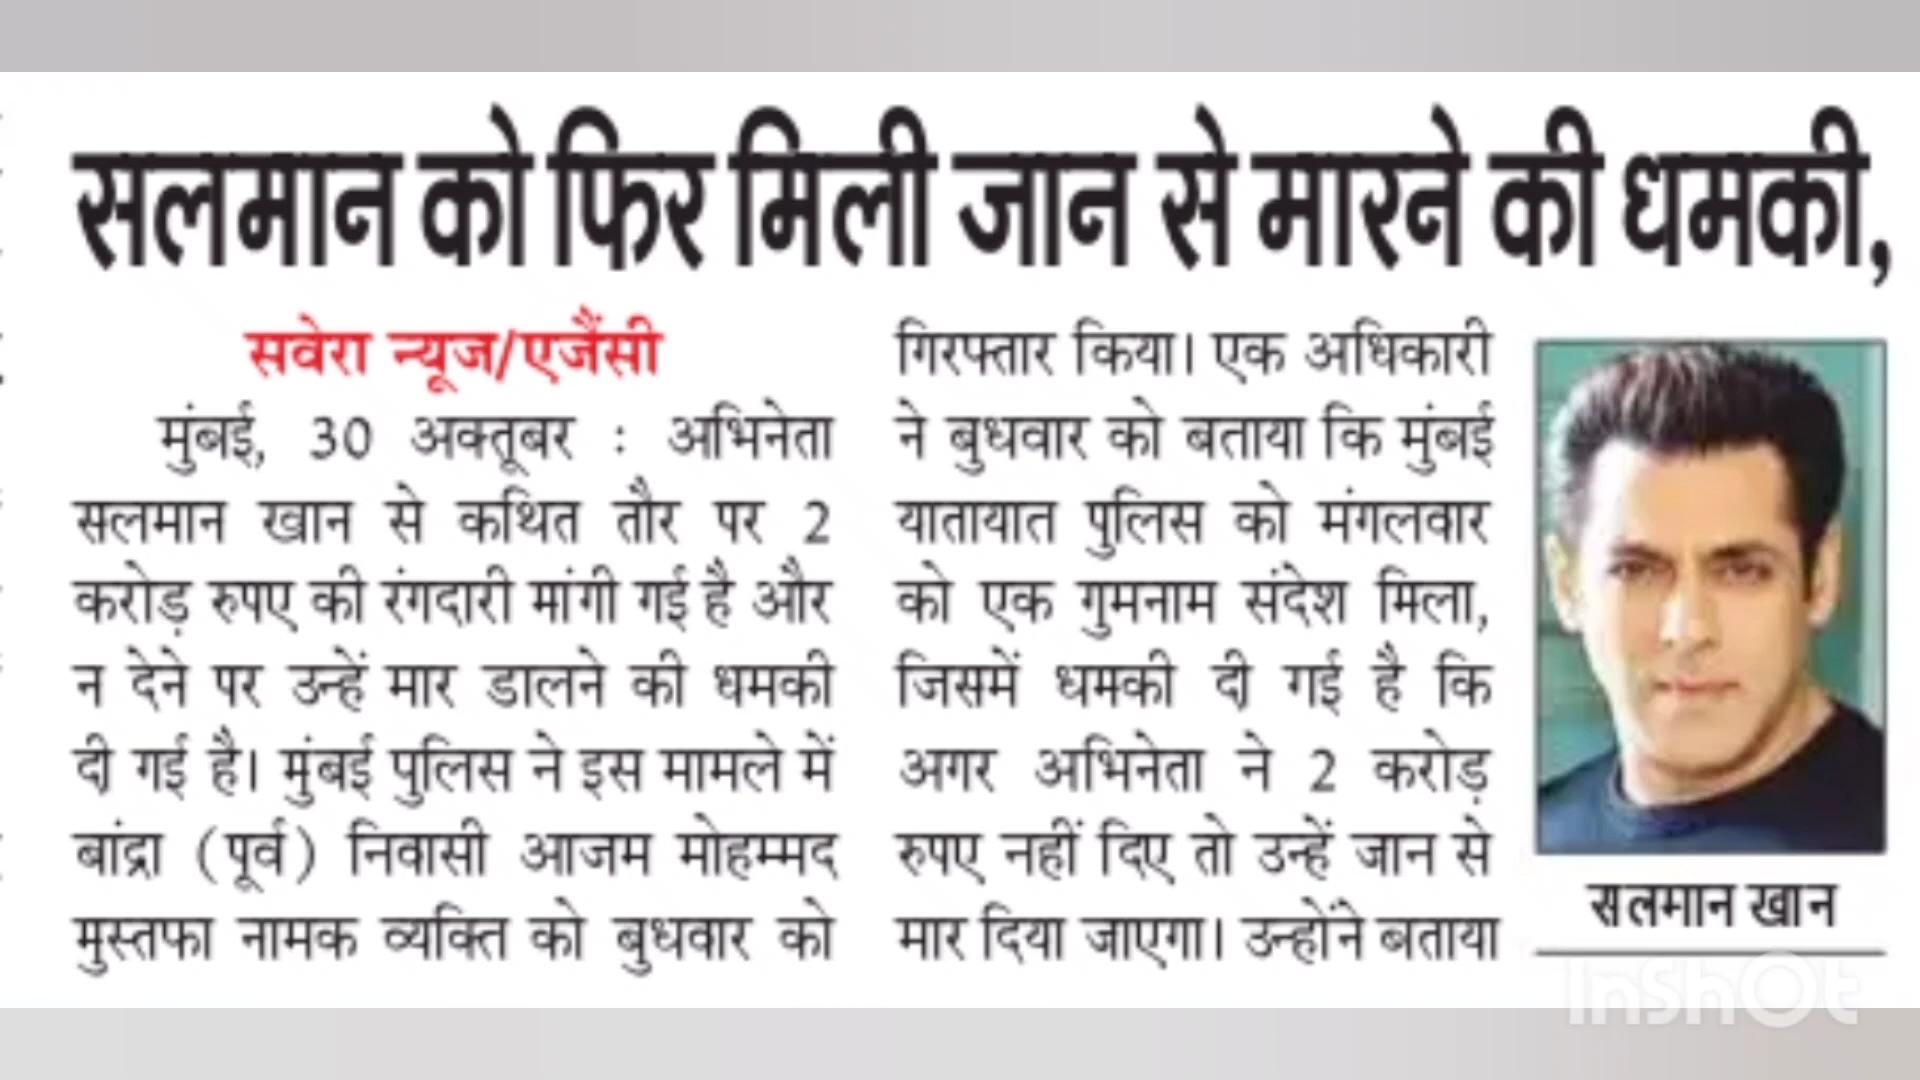 सलमान को फिर मिली जान से मारने की धमकी,
सवेरा न्यूज/एजैंसी
मुंबई, 30 अक्तूबर : अभिनेता
सलमान खान से कथित तौर पर 2
करोड़ रुपए की रंगदारी मांगी गई है और
न देने पर उन्हें मार डालने की धमकी
दी गई है। मुंबई पुलिस ने इस मामले में
बांद्रा (पूर्व) निवासी आजम मोहम्मद
मुस्तफा नामक व्यक्ति को बुधवार को
गिरफ्तार किया। एक अधिकारी
ने बुधवार को बताया कि मुंबई
यातायात पुलिस को मंगलवार
को एक गुमनाम संदेश मिला,
जिसमें धमकी दी गई है कि
अगर अभिनेता ने 2 करोड़
रुपए नहीं दिए तो उन्हें जान से
मार दिया जाएगा। उन्होंने बताया
सलमान खान
InShOt